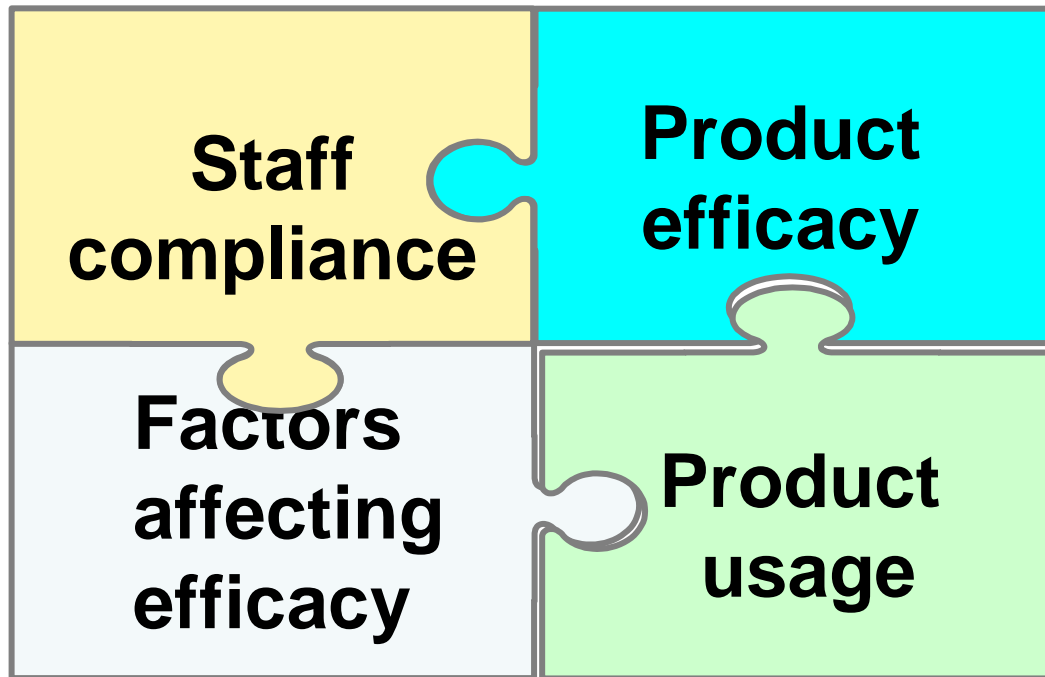 Staff
compliance
Product
efficacy
Factors
affecting
efficacy
Product
usage